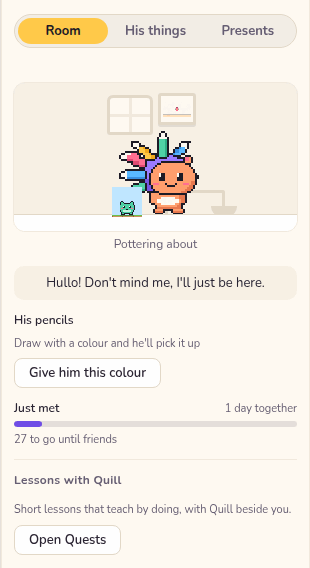 Room
His things
Presents
Pottering about
Hullo! Don't mind me, I'll just be here.
His pencils
Draw with a colour and he'll pick it up
Give him this colour
Just met
1 day together
27 to go until friends
Lessons with Quill
Short lessons that teach by doing, with Quill beside you.
Open Quests